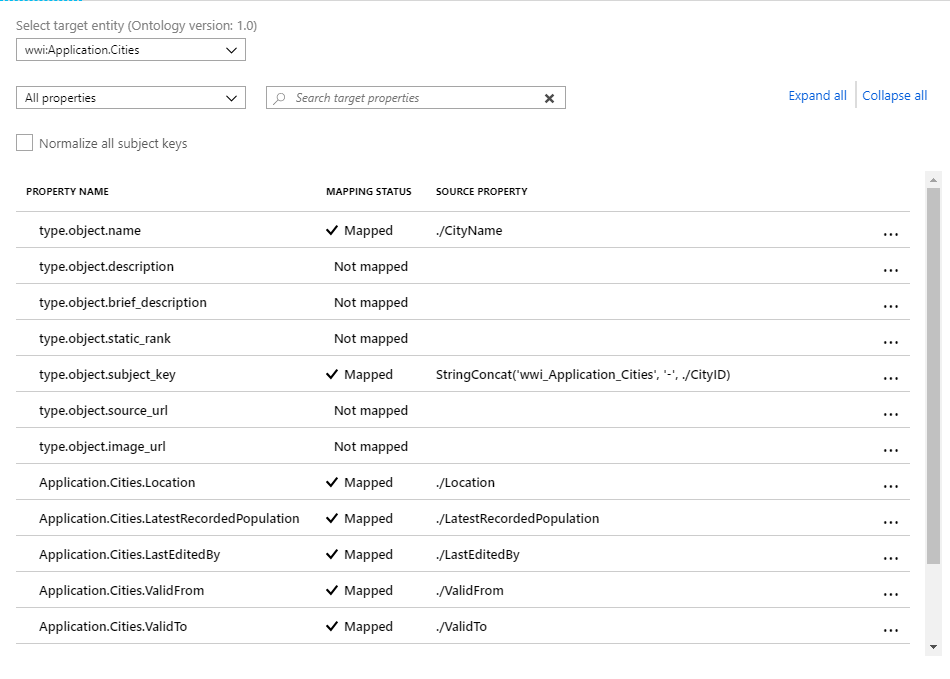 Select target entity (Ontology version: 1.0)
wwi:Application.Cities
All properties
Search target properties
Expand all
Collapse all
Normalize all subject keys
PROPERTY NAME MAPPING STATUS SOURCE PROPERTY
type.object.name Mapped ./CityName ...
type.object.description Not mapped ...
type.object.brief_description Not mapped ...
type.object.static_rank Not mapped ...
type.object.subject_key Mapped StringConcat('wwi_Application_Cities', '-', ./CityID) ...
type.object.source_url Not mapped ...
type.object.image_url Not mapped ...
Application.Cities.Location Mapped ./Location ...
Application.Cities.LatestRecordedPopulation Mapped ./LatestRecordedPopulation ...
Application.Cities.LastEditedBy Mapped ./LastEditedBy ...
Application.Cities.ValidFrom Mapped ./ValidFrom ...
Application.Cities.ValidTo Mapped ./ValidTo ...